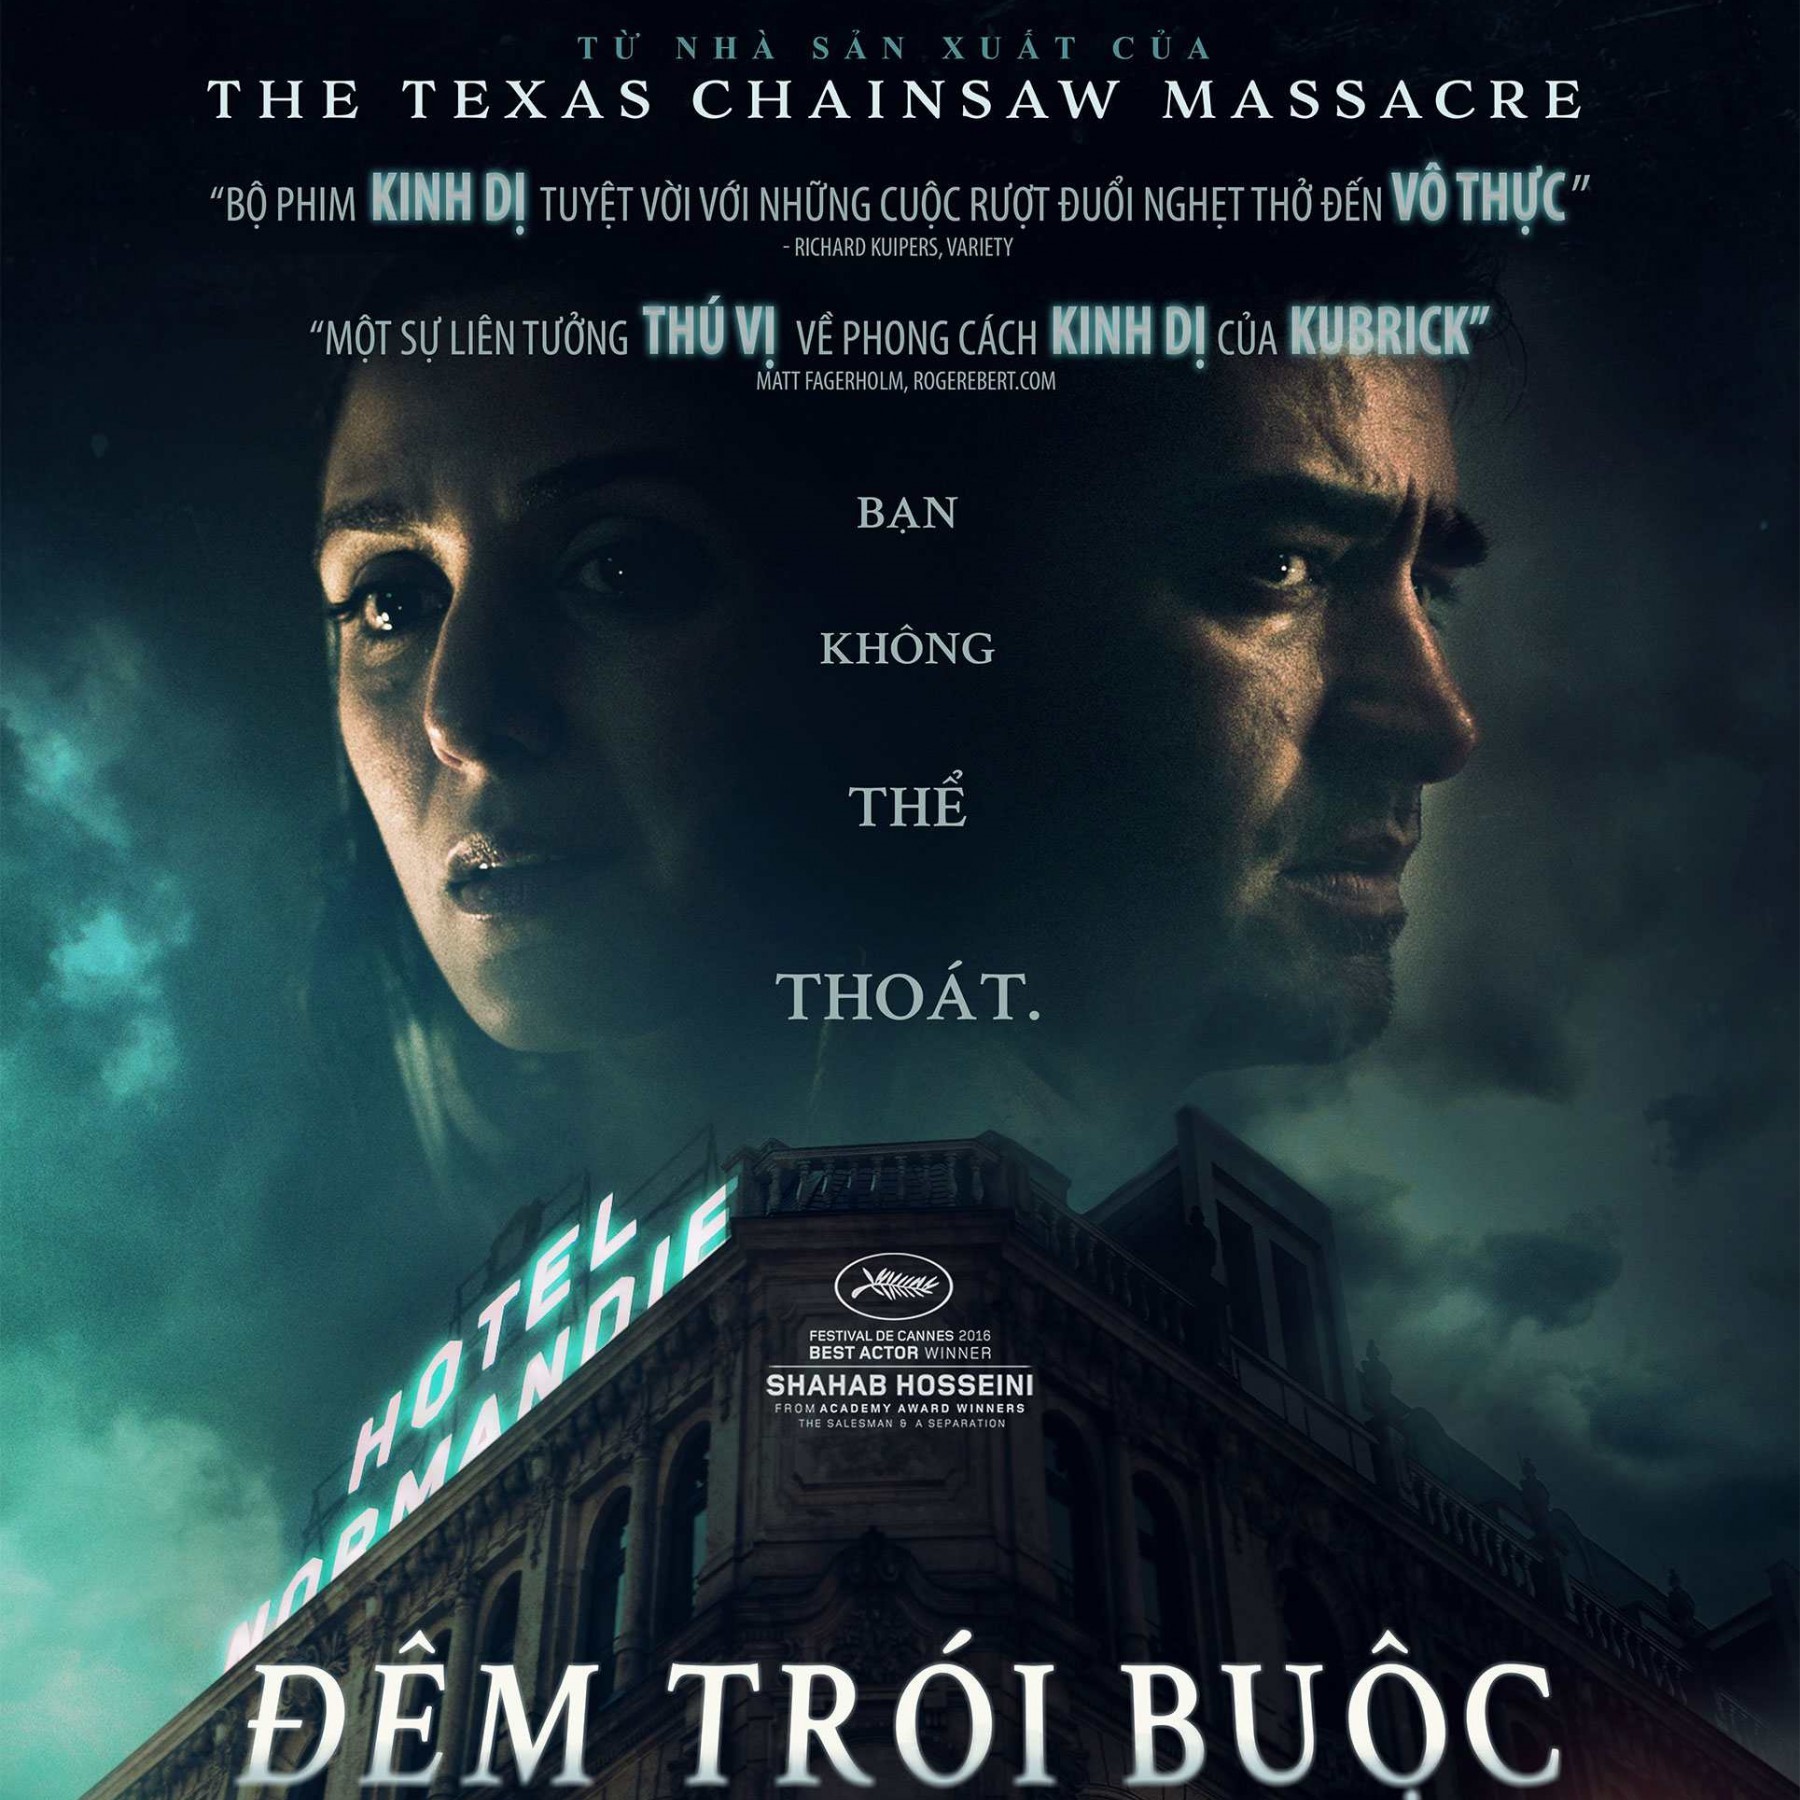 TỪ NHÀ SẢN XUẤT CỦA
THE TEXAS CHAINSAW MASSACRE
“BỘ PHIM KINH DỊ TUYỆT VỜI VỚI NHỮNG CUỘC RƯỢT ĐUỔI NGHẸT THỞ ĐẾN VÔ THỰC”
- RICHARD KUIPERS, VARIETY
“MỘT SỰ LIÊN TƯỞNG THÚ VỊ VỀ PHONG CÁCH KINH DỊ CỦA KUBRICK”
MATT FAGERHOLM, ROGEREBERT.COM
BẠN
KHÔNG
THỂ
THOÁT.
HOTEL
NORMANDIE
FESTIVAL DE CANNES 2016
BEST ACTOR WINNER
SHAHAB HOSSEINI
FROM ACADEMY AWARD WINNERS
THE SALESMAN & A SEPARATION
ĐÊM TRÓI BUỘC